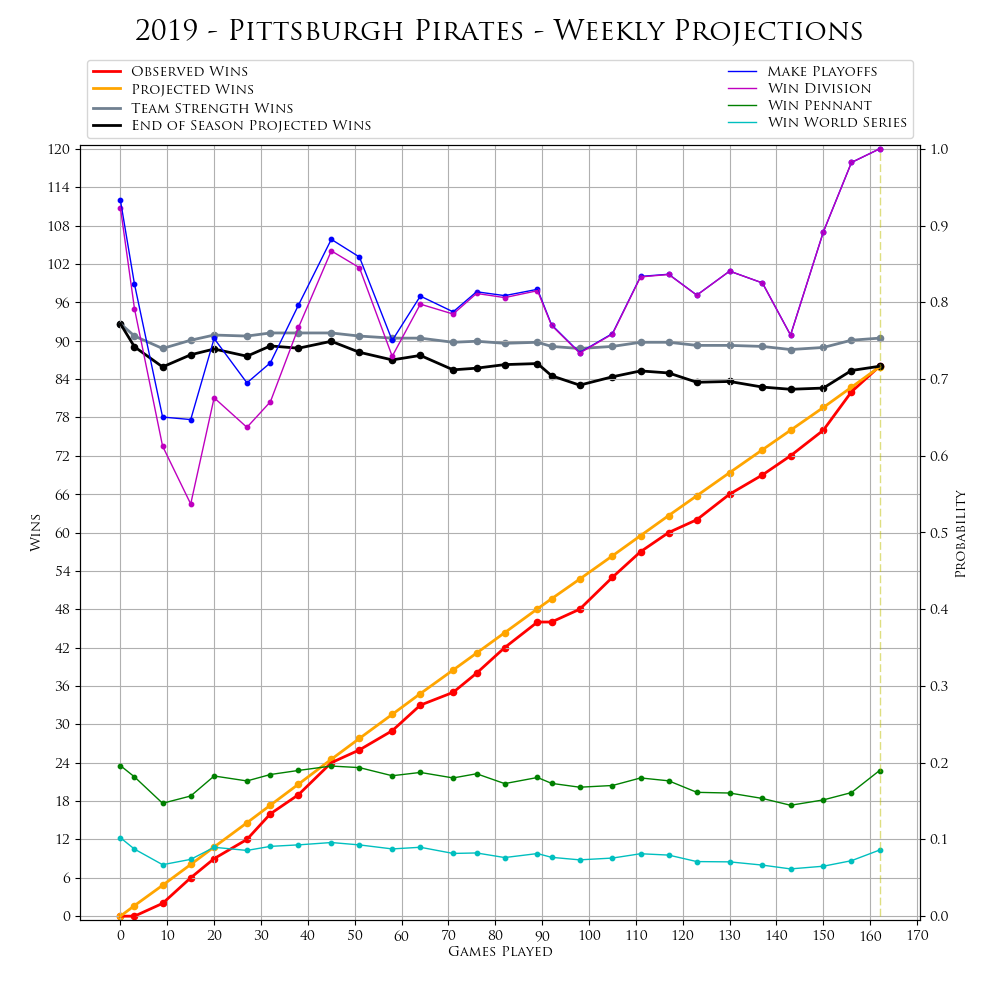 2019 - Pittsburgh Pirates - Weekly Projections
Observed Wins
Projected Wins
Team Strength Wins
End of Season Projected Wins
Make Playoffs
Win Division
Win Pennant
Win World Series
120
114
108
102
96
90
84
78
72
66
60
54
48
42
36
30
24
18
12
6
0
Wins
1.0
0.9
0.8
0.7
0.6
0.5
0.4
0.3
0.2
0.1
0.0
Probability
0 10 20 30 40 50 60 70 80 90 100 110 120 130 140 150 160 170
Games Played